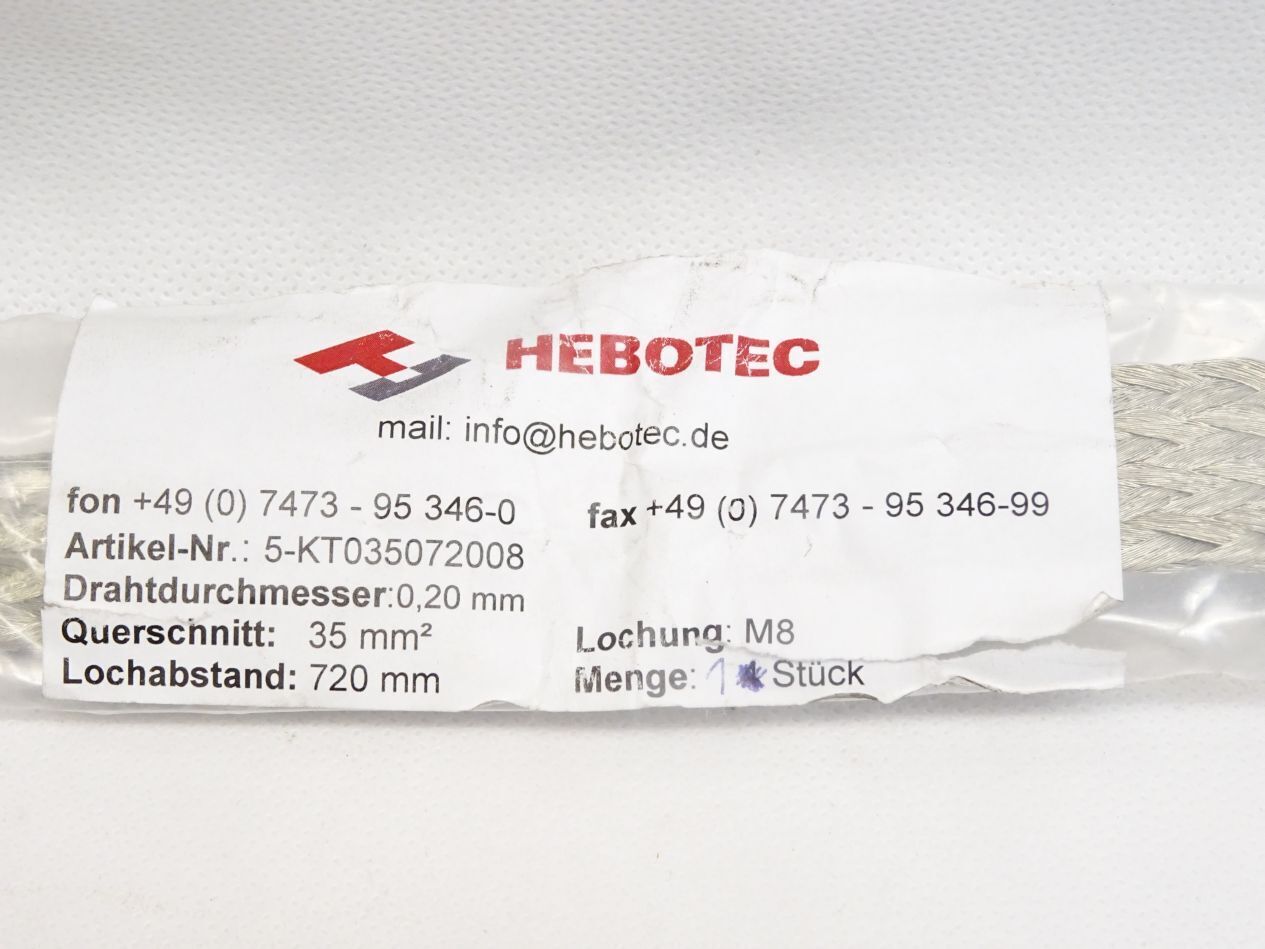 HEBOTEC
mail: info@hebotec.de
fon +49 (0) 7473 - 95 346-0 fax +49 (0) 7473 - 95 346-99
Artikel-Nr.: 5-KT035072008
Drahtdurchmesser:0,20 mm
Querschnitt: 35 mm² Lochung: M8
Lochabstand: 720 mm Menge: 1 Stück